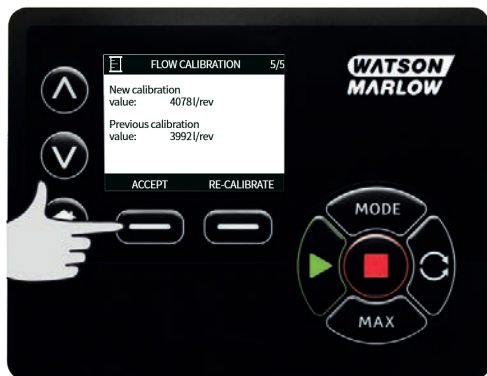 FLOW CALIBRATION 5/5
WATSON
MARLOW
New calibration
value: 4078l/rev
Previous calibration
value: 3992l/rev
ACCEPT RE-CALIBRATE
MODE
MAX